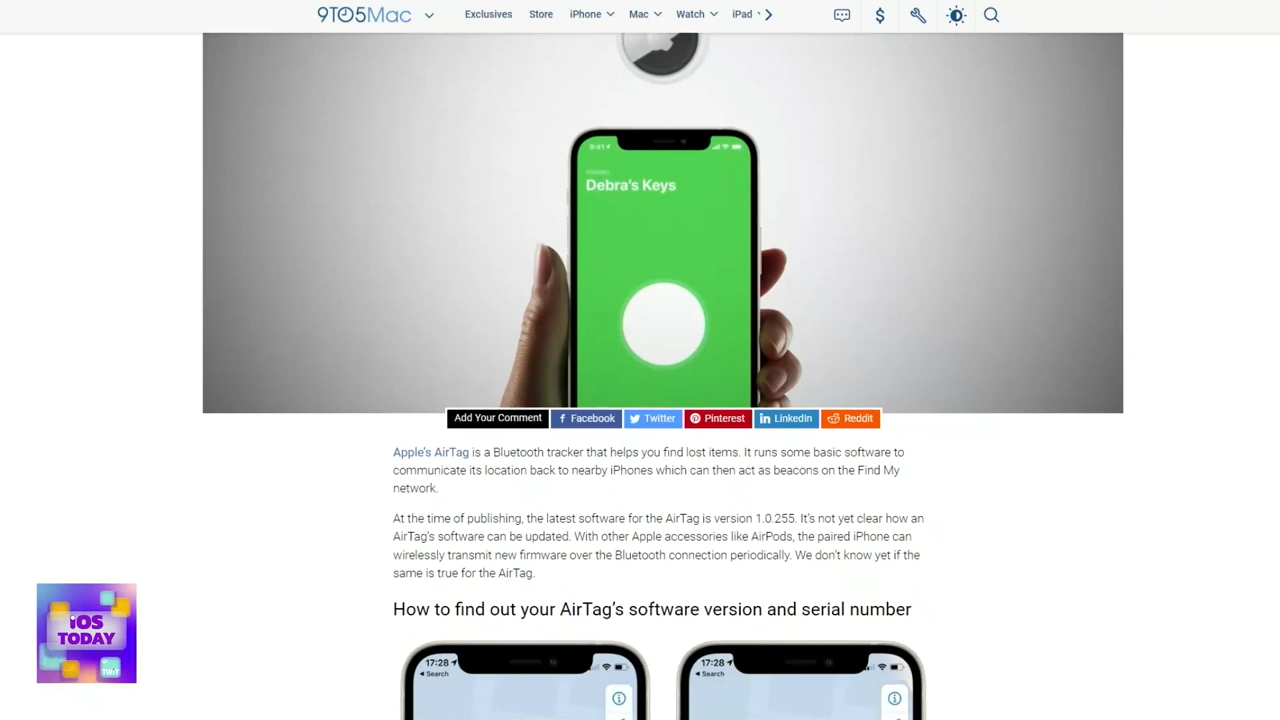 9TO5Mac Exclusives Store iPhone Mac Watch iPad
9:41
Debra's Keys
Add Your Comment Facebook Twitter Pinterest LinkedIn Reddit
Apple's AirTag is a Bluetooth tracker that helps you find lost items. It runs some basic software to
communicate its location back to nearby iPhones which can then act as beacons on the Find My
network.
At the time of publishing, the latest software for the AirTag is version 1.0.255. It's not yet clear how an
AirTag's software can be updated. With other Apple accessories like AirPods, the paired iPhone can
wirelessly transmit new firmware over the Bluetooth connection periodically. We don't know yet if the
same is true for the AirTag.
How to find out your AirTag's software version and serial number
iOS
TODAY
TWiT
17:28
Search
17:28
Search